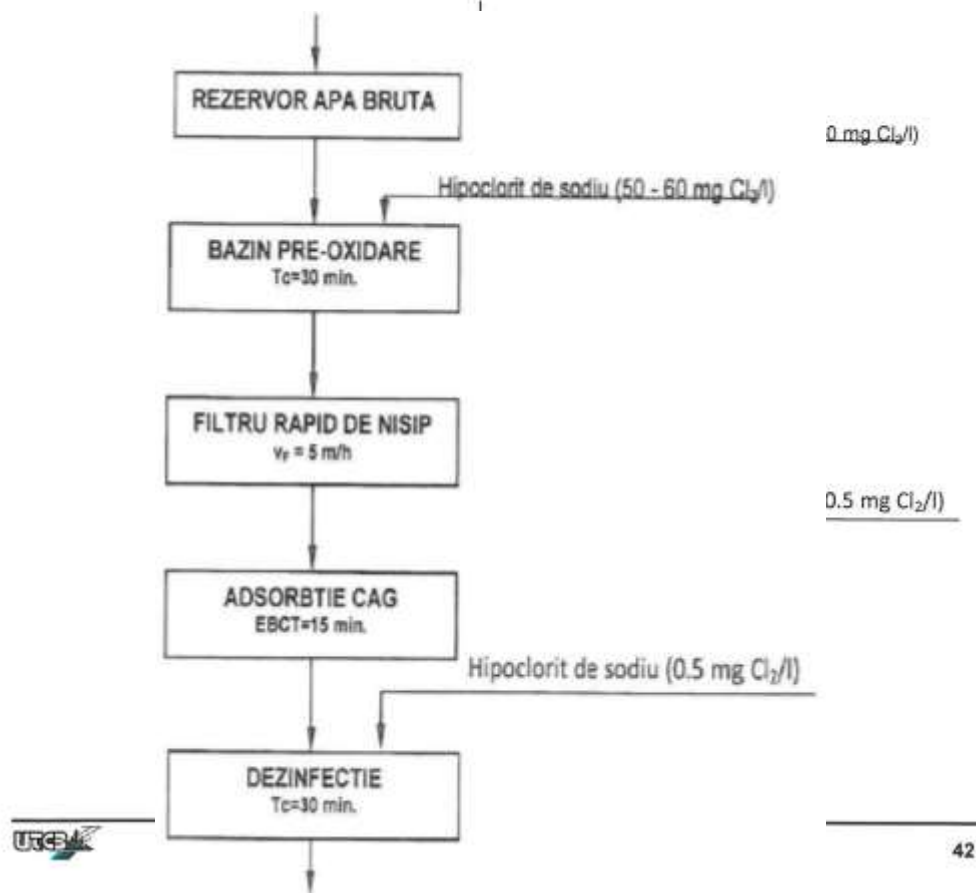 REZERVOR APA BRUTA
0 mg Cl₂/l)
Hipoclorit de sodiu (50 - 60 mg Cl₂/l)
BAZIN PRE-OXIDARE
Tc=30 min.
FILTRU RAPID DE NISIP
v_F = 5 m/h
0.5 mg Cl₂/l)
ADSORBTIE CAG
EBCT=15 min.
Hipoclorit de sodiu (0.5 mg Cl₂/l)
DEZINFECTIE
Tc=30 min.
UTCB
42